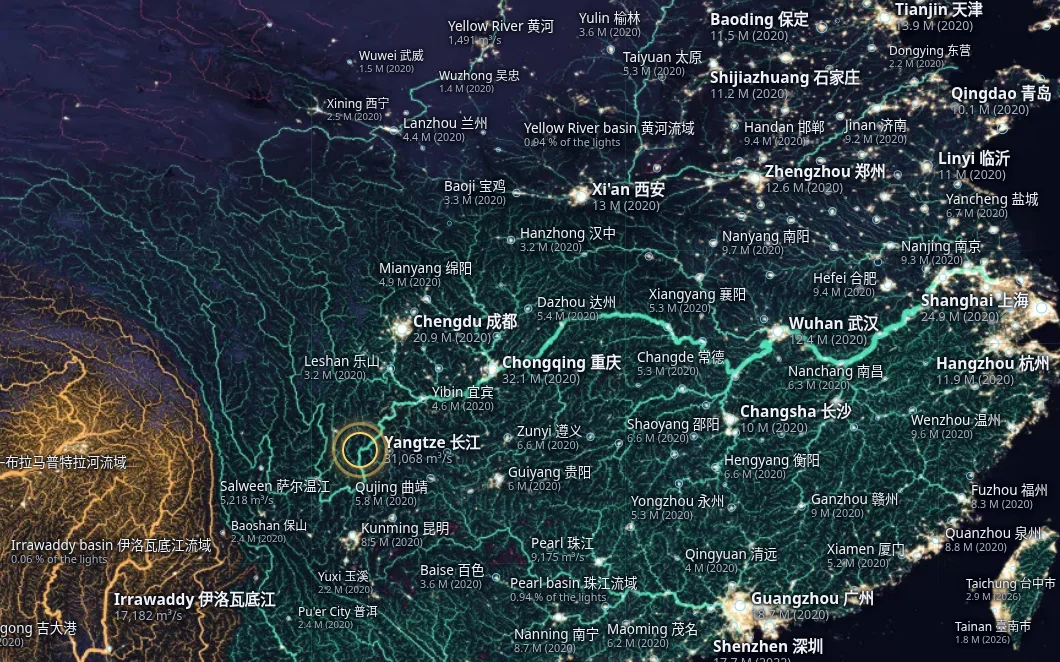 Tianjin 天津
13.9 M (2020)
Yulin 榆林
3.6 M (2020)
Baoding 保定
11.5 M (2020)
Yellow River 黄河
1,491 m³/s
Dongying 东营
2.2 M (2020)
Wuwei 武威
1.5 M (2020)
Taiyuan 太原
5.3 M (2020)
Wuzhong 吴忠
1.4 M (2020)
Shijiazhuang 石家庄
11.2 M (2020)
Qingdao 青岛
10.1 M (2020)
Xining 西宁
2.5 M (2020)
Lanzhou 兰州
4.4 M (2020)
Yellow River basin 黄河流域
0.94 % of the lights
Handan 邯郸
9.4 M (2020)
Jinan 济南
9.2 M (2020)
Linyi 临沂
11 M (2020)
Zhengzhou 郑州
12.6 M (2020)
Baoji 宝鸡
3.3 M (2020)
Xi'an 西安
13 M (2020)
Yancheng 盐城
6.7 M (2020)
Hanzhong 汉中
3.2 M (2020)
Nanyang 南阳
9.7 M (2020)
Nanjing 南京
9.3 M (2020)
Mianyang 绵阳
4.9 M (2020)
Hefei 合肥
9.4 M (2020)
Dazhou 达州
5.4 M (2020)
Xiangyang 襄阳
5.3 M (2020)
Shanghai 上海
24.9 M (2020)
Chengdu 成都
20.9 M (2020)
Wuhan 武汉
12.4 M (2020)
Leshan 乐山
3.2 M (2020)
Chongqing 重庆
32.1 M (2020)
Changde 常德
5.3 M (2020)
Nanchang 南昌
6.3 M (2020)
Hangzhou 杭州
11.9 M (2020)
Yibin 宜宾
4.6 M (2020)
Changsha 长沙
10 M (2020)
Wenzhou 温州
9.6 M (2020)
Yangtze 长江
31,068 m³/s
Zunyi 遵义
6.6 M (2020)
Shaoyang 邵阳
6.6 M (2020)
–布拉马普特拉河流域
Hengyang 衡阳
6.6 M (2020)
Guiyang 贵阳
6 M (2020)
Salween 萨尔温江
5,218 m³/s
Qujing 曲靖
5.8 M (2020)
Yongzhou 永州
5.3 M (2020)
Ganzhou 赣州
9 M (2020)
Fuzhou 福州
8.3 M (2020)
Baoshan 保山
2.4 M (2020)
Kunming 昆明
8.5 M (2020)
Quanzhou 泉州
8.8 M (2020)
Irrawaddy basin 伊洛瓦底江流域
0.06 % of the lights
Pearl 珠江
9,175 m³/s
Qingyuan 清远
4 M (2020)
Xiamen 厦门
5.2 M (2020)
Yuxi 玉溪
2.2 M (2020)
Baise 百色
3.6 M (2020)
Pearl basin 珠江流域
0.94 % of the lights
Taichung 台中市
2.9 M (2026)
Irrawaddy 伊洛瓦底江
17,182 m³/s
Pu'er City 普洱
2.4 M (2020)
Guangzhou 广州
18.7 M (2020)
gong 吉大港
2020)
Nanning 南宁
8.7 M (2020)
Maoming 茂名
6.2 M (2020)
Tainan 臺南市
1.8 M (2026)
Shenzhen 深圳
17.7 M (2022)